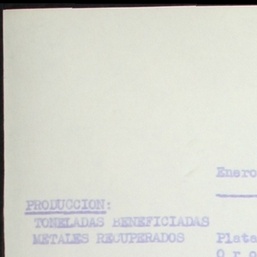 Enero
PRODUCCION:
TONELADAS BENEFICIADAS
METALES RECUPERADOS Plata
O r o